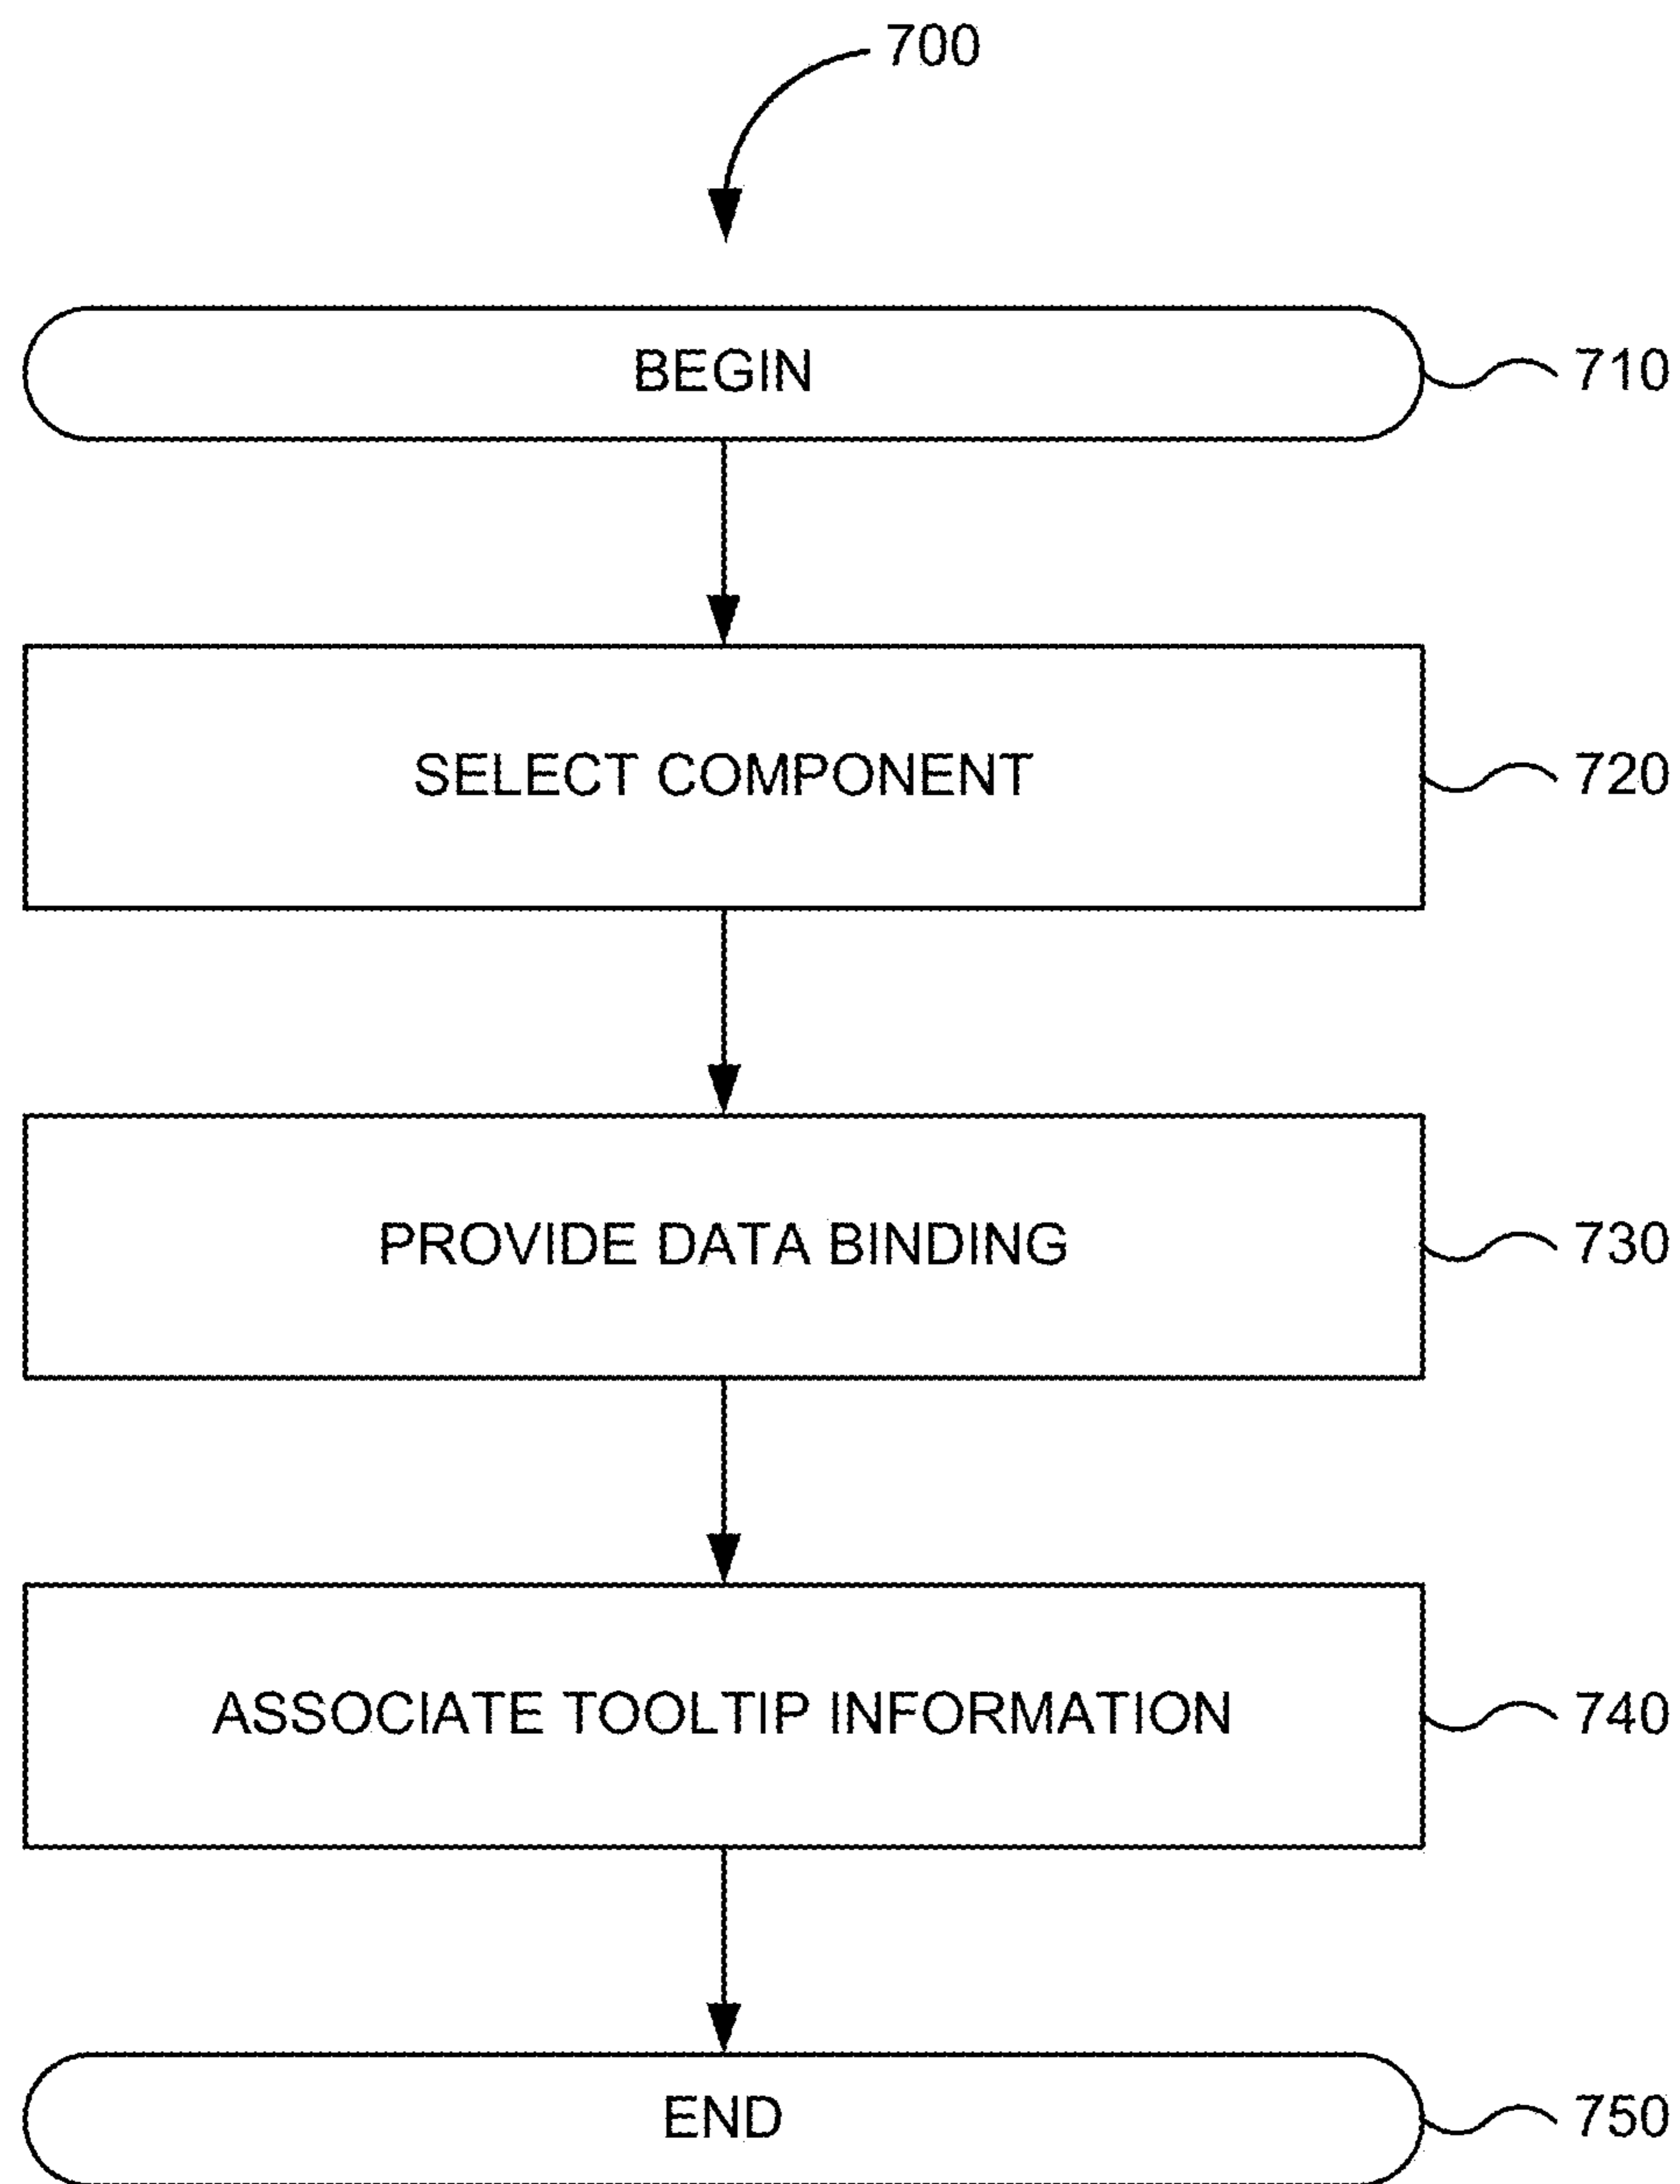 700
BEGIN
710
SELECT COMPONENT
720
PROVIDE DATA BINDING
730
ASSOCIATE TOOLTIP INFORMATION
740
END
750